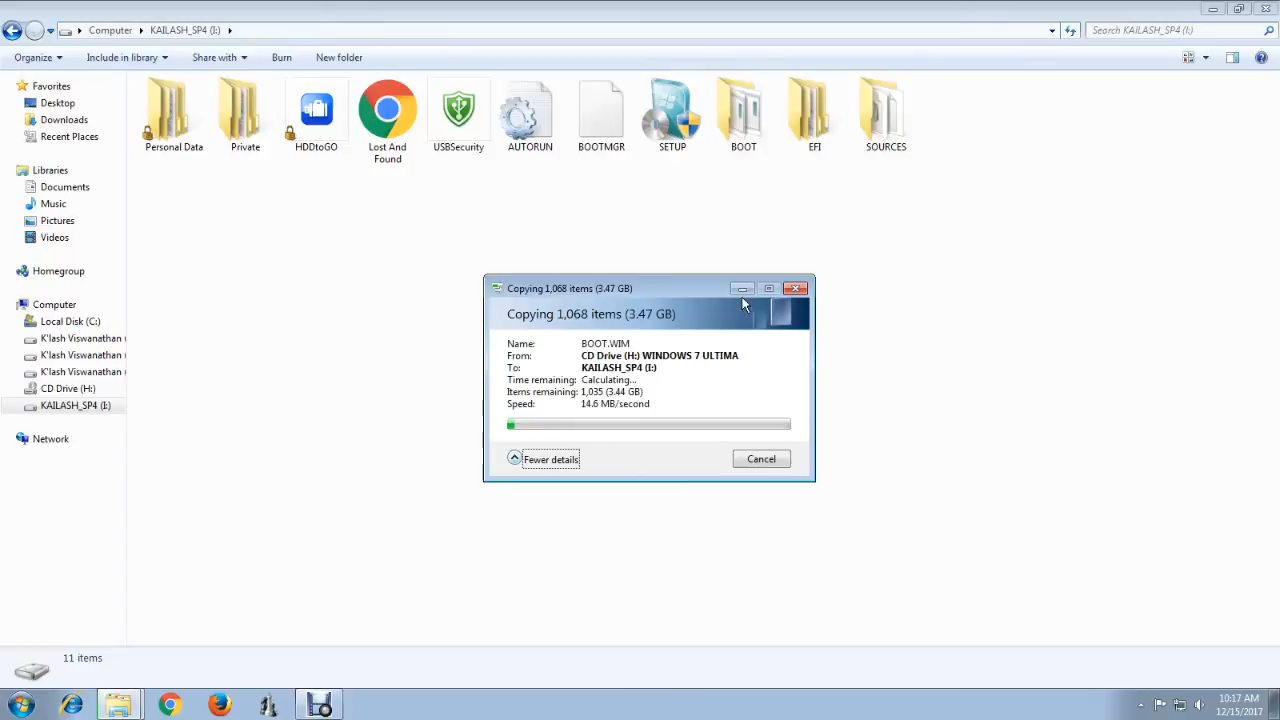 Computer
KAILASH_SP4 (I:)
Search KAILASH_SP4 (I:)
Organize
Include in library
Share with
Burn
New folder
Favorites
Desktop
Downloads
Recent Places
Libraries
Documents
Music
Pictures
Videos
Homegroup
Computer
Local Disk (C:)
K'lash Viswanathan (
K'lash Viswanathan (
K'lash Viswanathan (
CD Drive (H:)
KAILASH_SP4 (I:)
Network
Personal Data
Private
HDDtoGO
Lost And
Found
USBSecurity
AUTORUN
BOOTMGR
SETUP
BOOT
EFI
SOURCES
Copying 1,068 items (3.47 GB)
Copying 1,068 items (3.47 GB)
Name: BOOT.WIM
From: CD Drive (H:) WINDOWS 7 ULTIMA
To: KAILASH_SP4 (I:)
Time remaining: Calculating...
Items remaining: 1,035 (3.44 GB)
Speed: 14.6 MB/second
Fewer details
Cancel
11 items
10:17 AM
12/15/2017